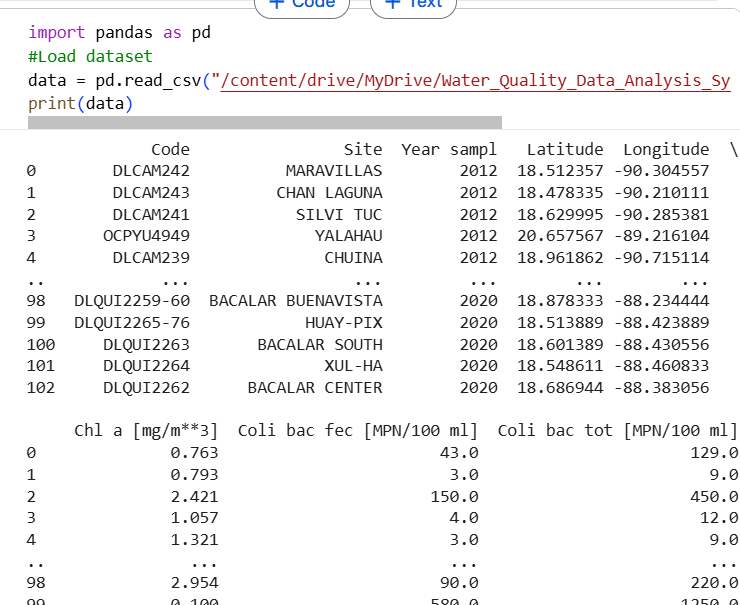 + Code + Text
import pandas as pd
#Load dataset
data = pd.read_csv("/content/drive/MyDrive/Water_Quality_Data_Analysis_Sy
print(data)
Code Site Year sampl Latitude Longitude \
0 DLCAM242 MARAVILLAS 2012 18.512357 -90.304557
1 DLCAM243 CHAN LAGUNA 2012 18.478335 -90.210111
2 DLCAM241 SILVI TUC 2012 18.629995 -90.285381
3 OCPYU4949 YALAHAU 2012 20.657567 -89.216104
4 DLCAM239 CHUINA 2012 18.961862 -90.715114
.. ... ... ... ... ...
98 DLQUI2259-60 BACALAR BUENAVISTA 2020 18.878333 -88.234444
99 DLQUI2265-76 HUAY-PIX 2020 18.513889 -88.423889
100 DLQUI2263 BACALAR SOUTH 2020 18.601389 -88.430556
101 DLQUI2264 XUL-HA 2020 18.548611 -88.460833
102 DLQUI2262 BACALAR CENTER 2020 18.686944 -88.383056
Chl a [mg/m**3] Coli bac fec [MPN/100 ml] Coli bac tot [MPN/100 ml]
0 0.763 43.0 129.0
1 0.793 3.0 9.0
2 2.421 150.0 450.0
3 1.057 4.0 12.0
4 1.321 3.0 9.0
.. ... ... ...
98 2.954 90.0 220.0
99 0.100 580.0 1250.0